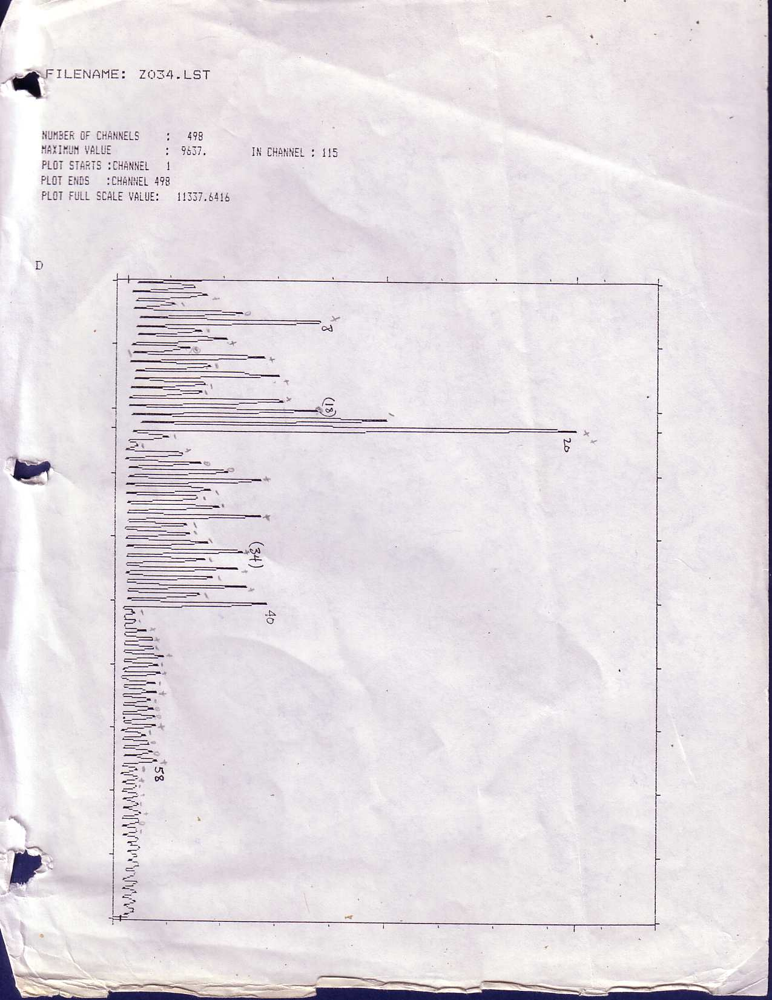 FILENAME: Z034.LST
NUMBER OF CHANNELS : 498
MAXIMUM VALUE : 9637. IN CHANNEL : 115
PLOT STARTS :CHANNEL 1
PLOT ENDS :CHANNEL 498
PLOT FULL SCALE VALUE: 11337.6416
D
8
(18)
20
(34)
40
58